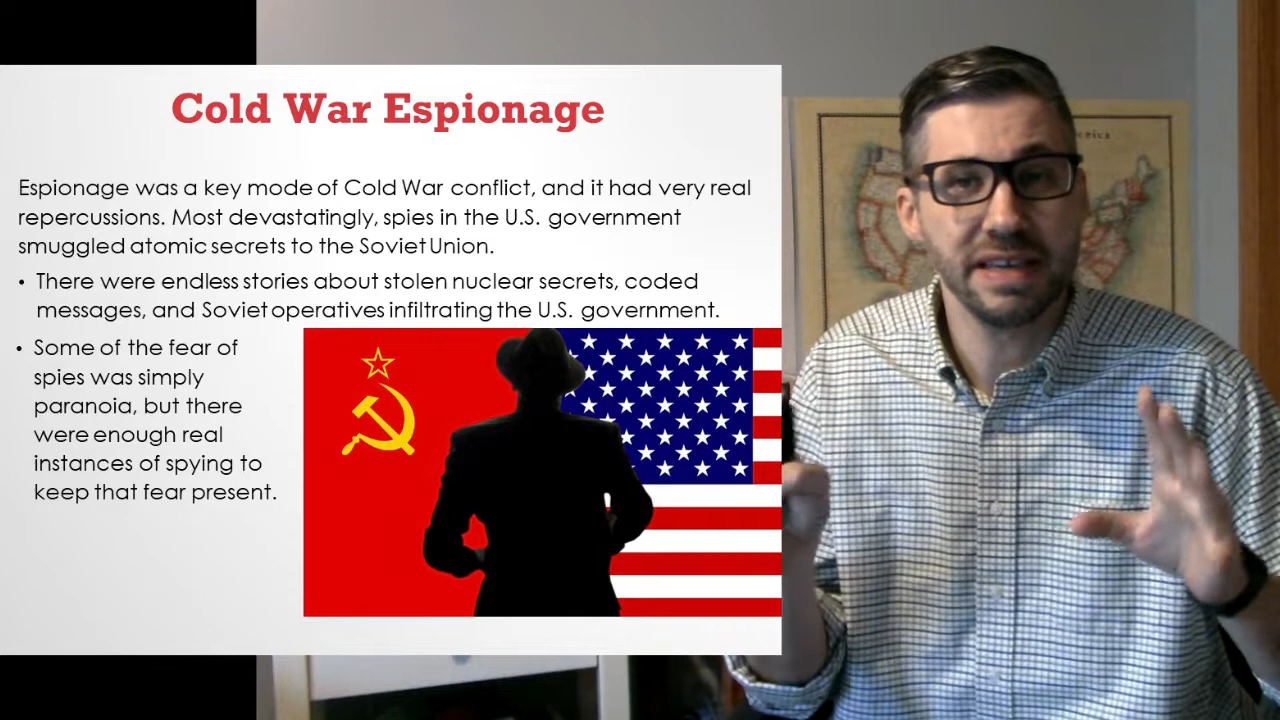 Cold War Espionage
Espionage was a key mode of Cold War conflict, and it had very real
repercussions. Most devastatingly, spies in the U.S. government
smuggled atomic secrets to the Soviet Union.
• There were endless stories about stolen nuclear secrets, coded
messages, and Soviet operatives infiltrating the U.S. government.
• Some of the fear of
spies was simply
paranoia, but there
were enough real
instances of spying to
keep that fear present.